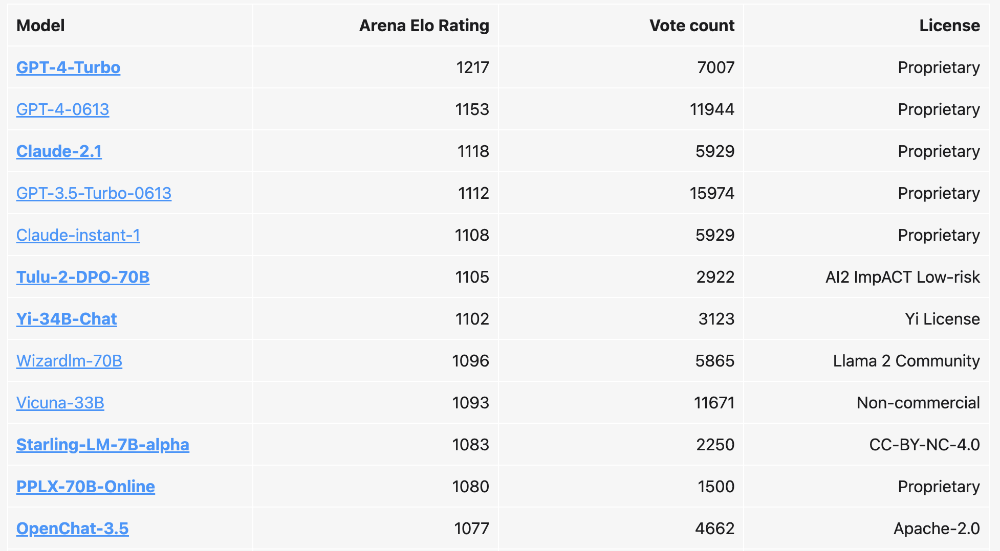 Model Arena Elo Rating Vote count License
GPT-4-Turbo 1217 7007 Proprietary
GPT-4-0613 1153 11944 Proprietary
Claude-2.1 1118 5929 Proprietary
GPT-3.5-Turbo-0613 1112 15974 Proprietary
Claude-instant-1 1108 5929 Proprietary
Tulu-2-DPO-70B 1105 2922 AI2 ImpACT Low-risk
Yi-34B-Chat 1102 3123 Yi License
Wizardlm-70B 1096 5865 Llama 2 Community
Vicuna-33B 1093 11671 Non-commercial
Starling-LM-7B-alpha 1083 2250 CC-BY-NC-4.0
PPLX-70B-Online 1080 1500 Proprietary
OpenChat-3.5 1077 4662 Apache-2.0